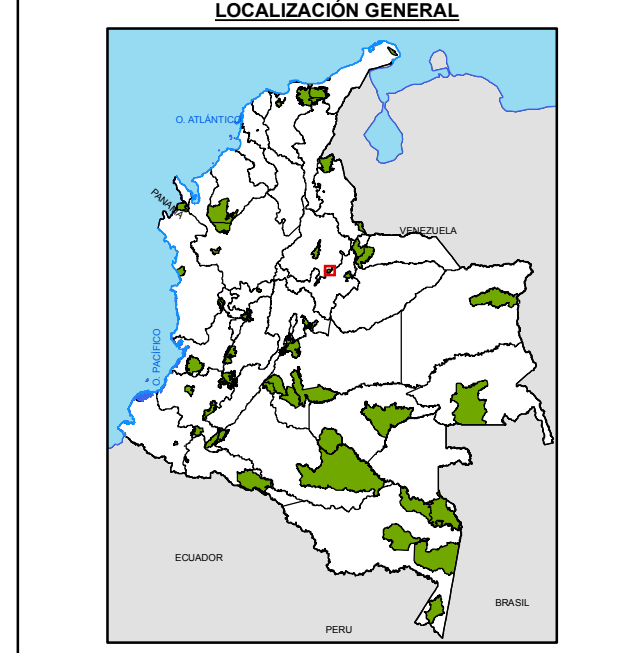 LOCALIZACIÓN GENERAL
O. ATLÁNTICO
PANAMÁ
VENEZUELA
O. PACÍFICO
ECUADOR
BRASIL
PERU